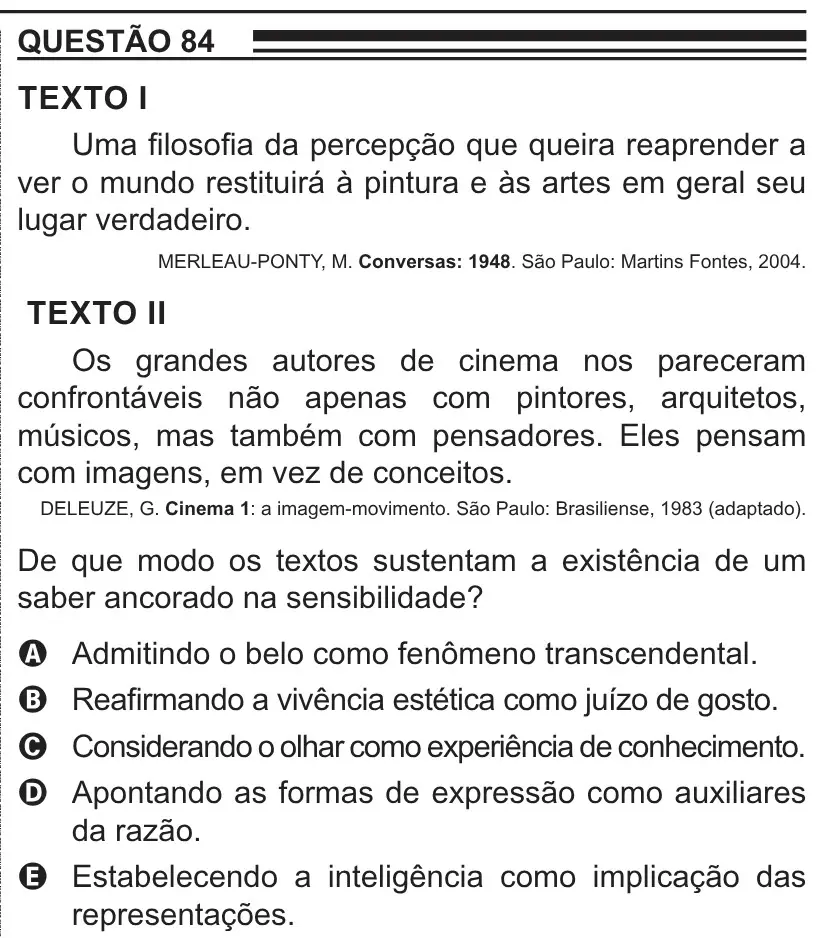 QUESTÃO 84
TEXTO I
Uma filosofia da percepção que queira reaprender a
ver o mundo restituirá à pintura e às artes em geral seu
lugar verdadeiro.
MERLEAU-PONTY, M. Conversas: 1948. São Paulo: Martins Fontes, 2004.
TEXTO II
Os grandes autores de cinema nos pareceram
confrontáveis não apenas com pintores, arquitetos,
músicos, mas também com pensadores. Eles pensam
com imagens, em vez de conceitos.
DELEUZE, G. Cinema 1: a imagem-movimento. São Paulo: Brasiliense, 1983 (adaptado).
De que modo os textos sustentam a existência de um
saber ancorado na sensibilidade?
A Admitindo o belo como fenômeno transcendental.
B Reafirmando a vivência estética como juízo de gosto.
C Considerando o olhar como experiência de conhecimento.
D Apontando as formas de expressão como auxiliares
da razão.
E Estabelecendo a inteligência como implicação das
representações.